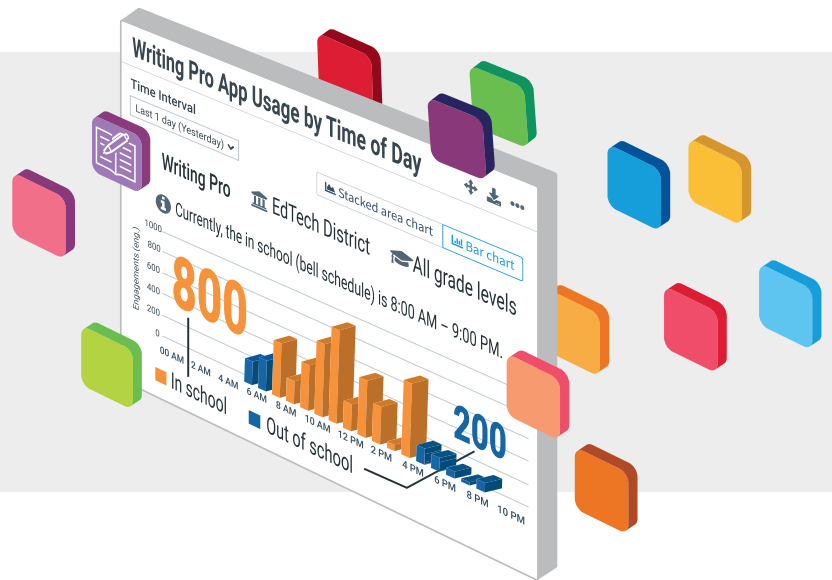 Writing Pro App Usage by Time of Day
Time Interval
Last 1 day (Yesterday)
Writing Pro
EdTech District
All grade levels
Stacked area chart
Bar chart
Currently, the in school (bell schedule) is 8:00 AM – 9:00 PM.
Engagements (eng.)
1000
800
600
400
200
0
800
200
00 AM
2 AM
4 AM
6 AM
8 AM
10 AM
12 PM
2 PM
4 PM
6 PM
8 PM
10 PM
In school
Out of school